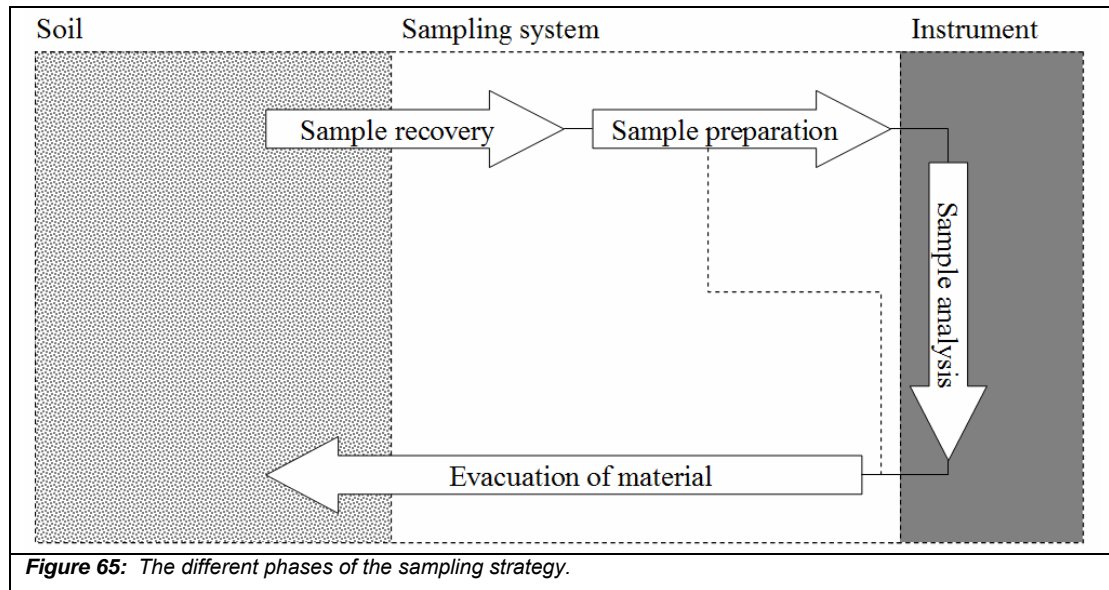 Soil
Sampling system
Instrument
Sample recovery
Sample preparation
Sample analysis
Evacuation of material
Figure 65: The different phases of the sampling strategy.